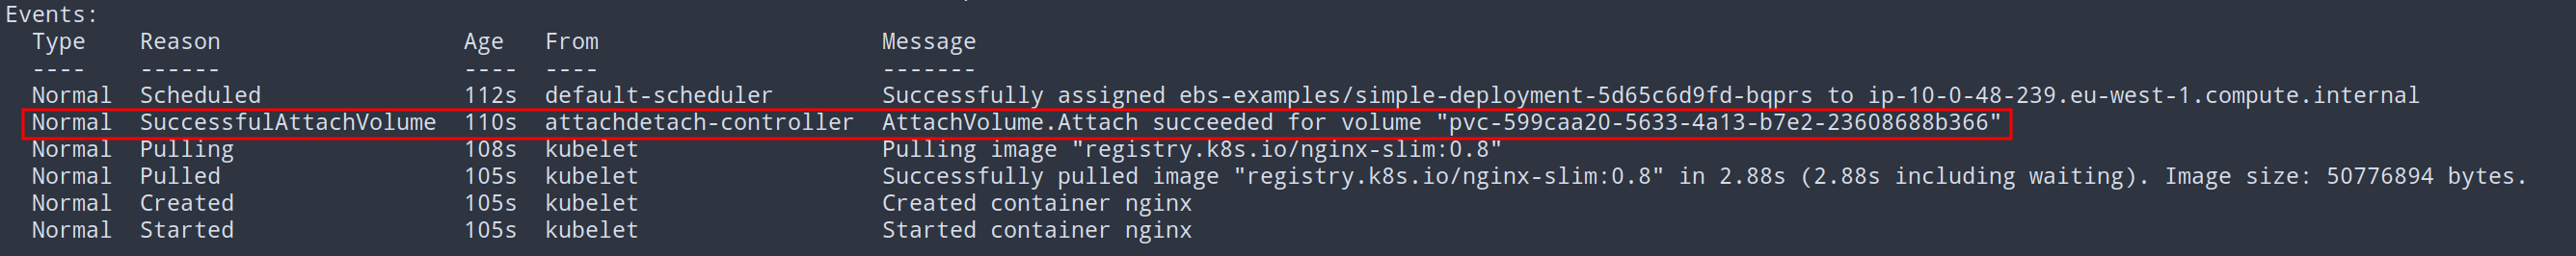 Events:
Type Reason Age From Message
---- ------ ---- ---- -------
Normal Scheduled 112s default-scheduler Successfully assigned ebs-examples/simple-deployment-5d65c6d9fd-bqprs to ip-10-0-48-239.eu-west-1.compute.internal
Normal SuccessfulAttachVolume 110s attachdetach-controller AttachVolume.Attach succeeded for volume "pvc-599caa20-5633-4a13-b7e2-23608688b366"
Normal Pulling 108s kubelet Pulling image "registry.k8s.io/nginx-slim:0.8"
Normal Pulled 105s kubelet Successfully pulled image "registry.k8s.io/nginx-slim:0.8" in 2.88s (2.88s including waiting). Image size: 50776894 bytes.
Normal Created 105s kubelet Created container nginx
Normal Started 105s kubelet Started container nginx